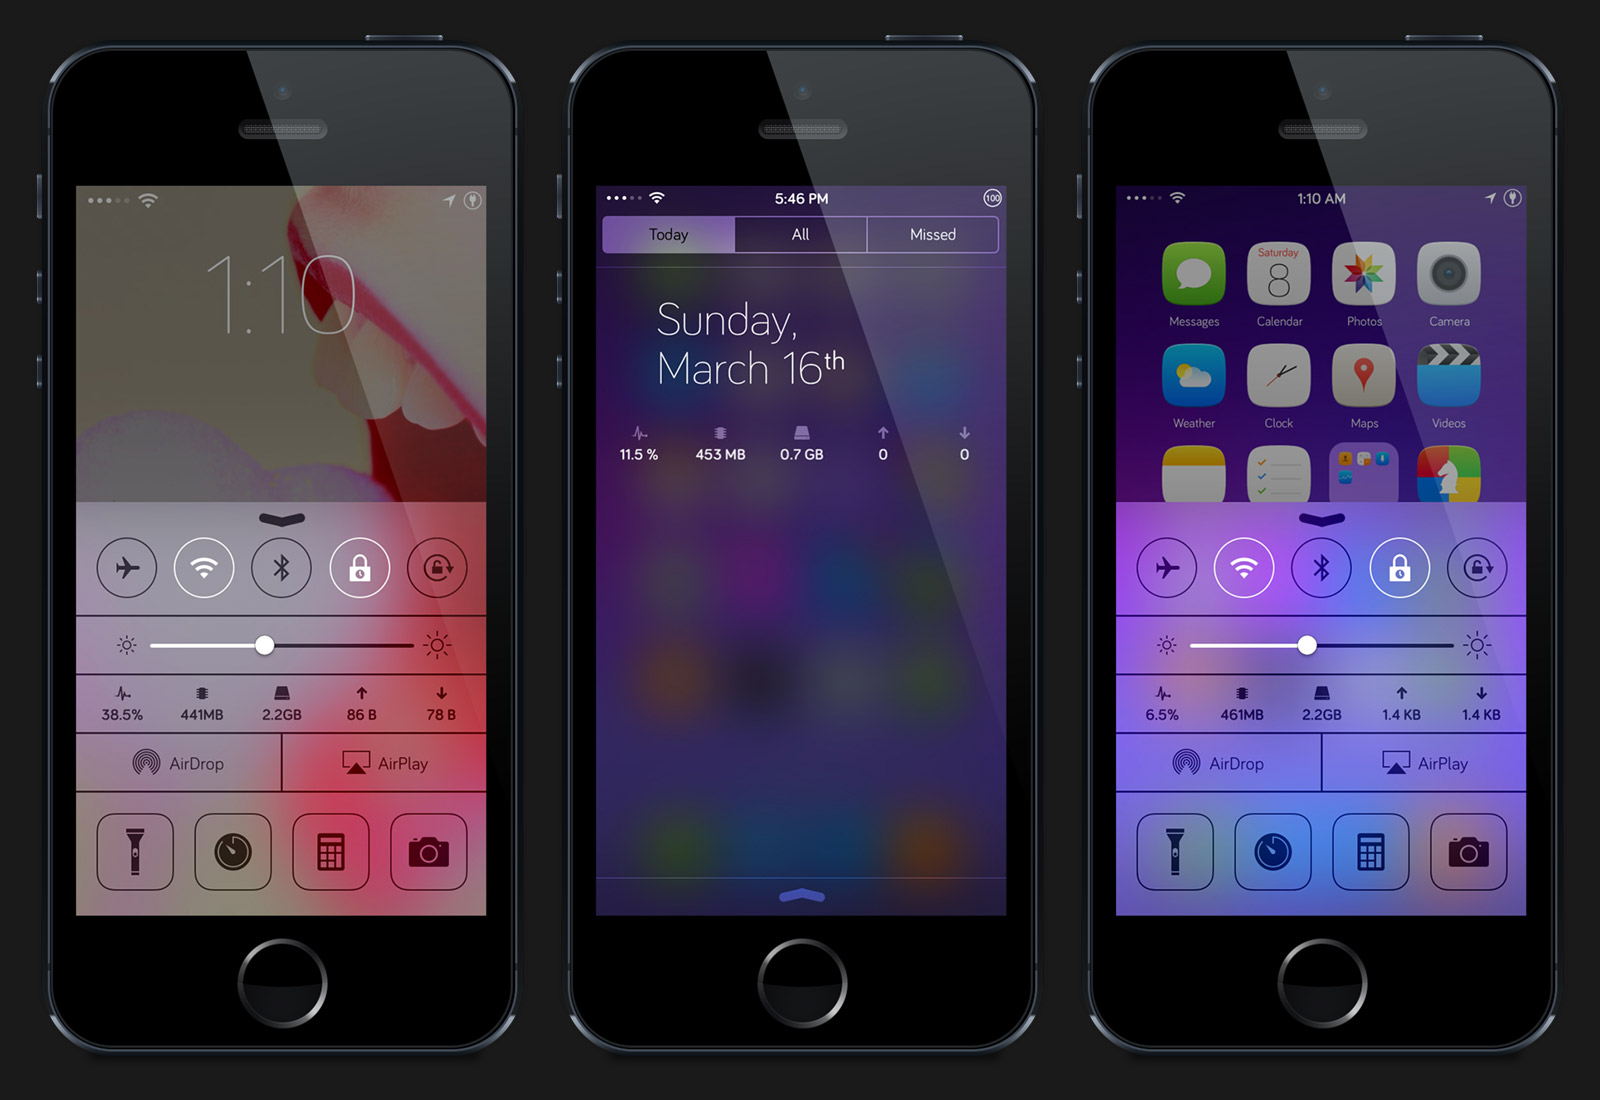 1:10
38.5%
441MB
2.2GB
86 B
78 B
AirDrop
AirPlay
5:46 PM
100
Today
All
Missed
Sunday,
March 16th
11.5 %
453 MB
0.7 GB
0
0
1:10 AM
Saturday
8
Messages
Calendar
Photos
Camera
Weather
Clock
Maps
Videos
6.5%
461MB
2.2GB
1.4 KB
1.4 KB
AirDrop
AirPlay